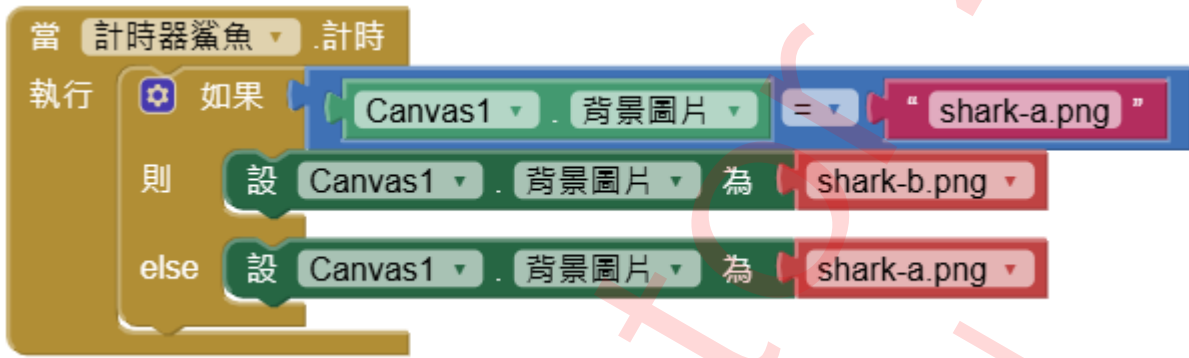 當 計時器鯊魚 .計時
執行 如果 Canvas1 . 背景圖片 = " shark-a.png "
則 設 Canvas1 . 背景圖片 為 shark-b.png
else 設 Canvas1 . 背景圖片 為 shark-a.png